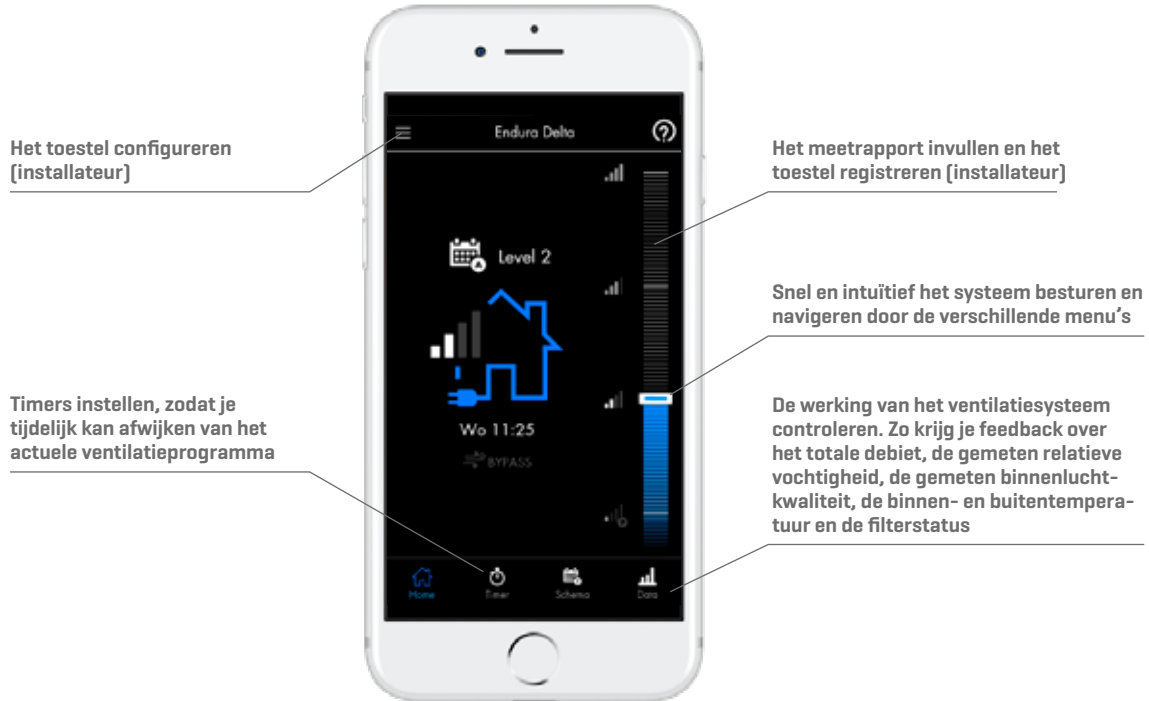 Het toestel configureren
(installateur)
Timers instellen, zodat je
tijdelijk kan afwijken van het
actuele ventilatieprogramma
Endura Delta
Level 2
Wo 11:25
BYPASS
Home
Timer
Schema
Data
Het meetrapport invullen en het
toestel registreren (installateur)
Snel en intuïtief het systeem besturen en
navigeren door de verschillende menu’s
De werking van het ventilatiesysteem
controleren. Zo krijg je feedback over
het totale debiet, de gemeten relatieve
vochtigheid, de gemeten binnenlucht-
kwaliteit, de binnen- en buitentempera-
tuur en de filterstatus